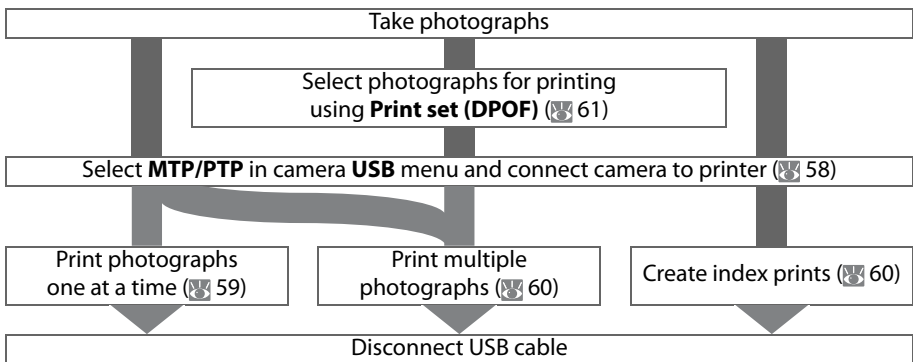 Take photographs
Select photographs for printing
using Print set (DPOF) (61)
Select MTP/PTP in camera USB menu and connect camera to printer (58)
Print photographs
one at a time (59)
Print multiple
photographs (60)
Create index prints (60)
Disconnect USB cable